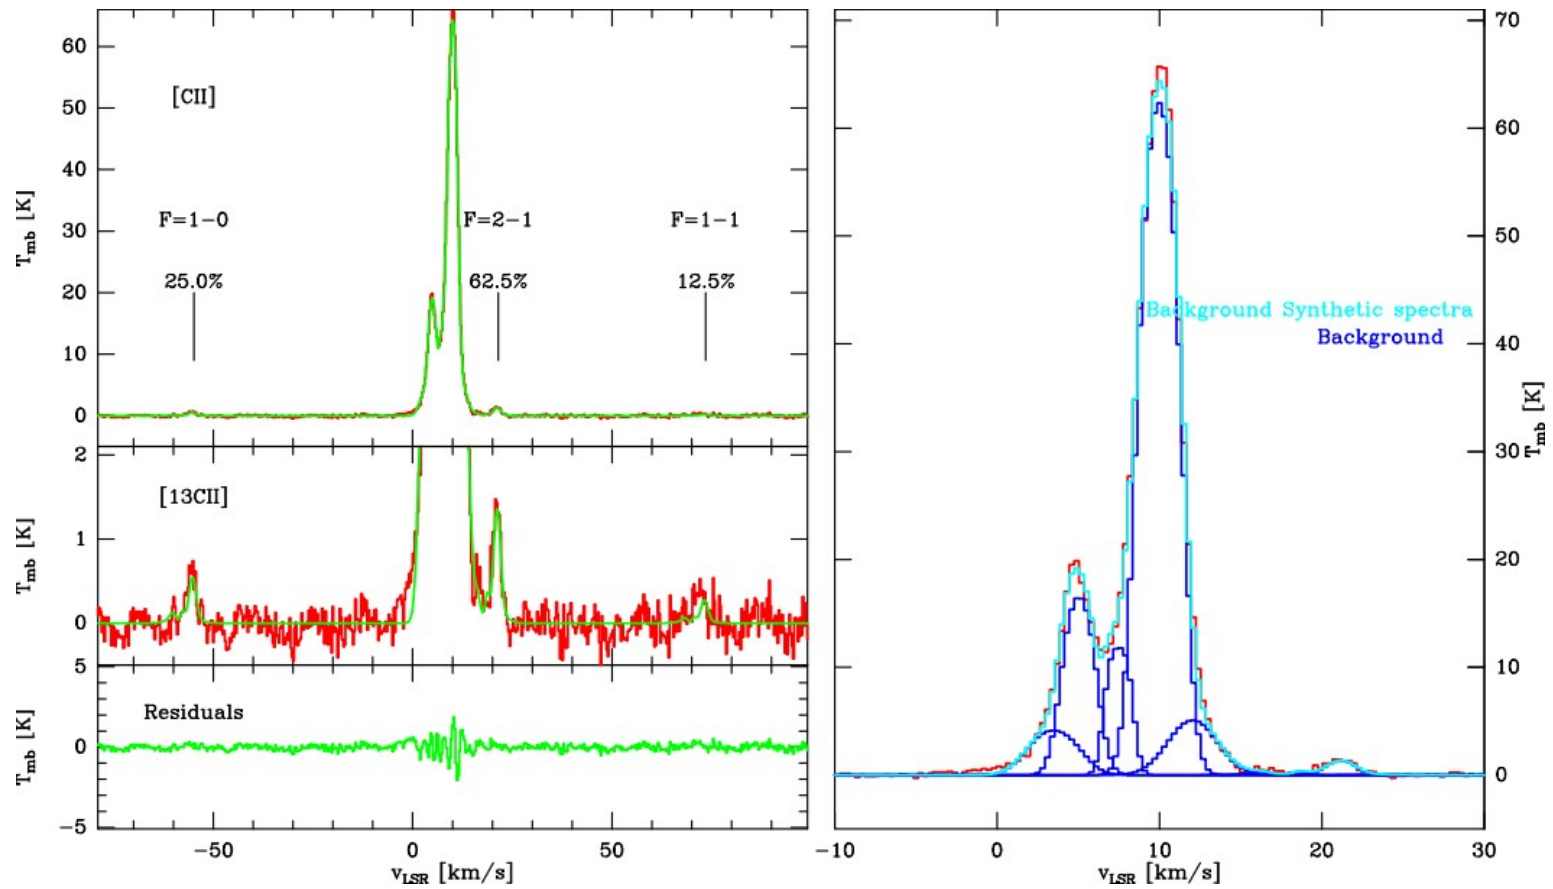 60
50
40
30
20
10
0
T_mb [K]
[CII]
F=1−0
F=2−1
F=1−1
25.0%
62.5%
12.5%
2
1
0
T_mb [K]
[13CII]
5
0
−5
T_mb [K]
Residuals
−50
0
50
v_LSR [km/s]
70
60
50
40
30
20
10
0
T_mb [K]
Background Synthetic spectra
Background
−10
0
10
20
30
v_LSR [km/s]